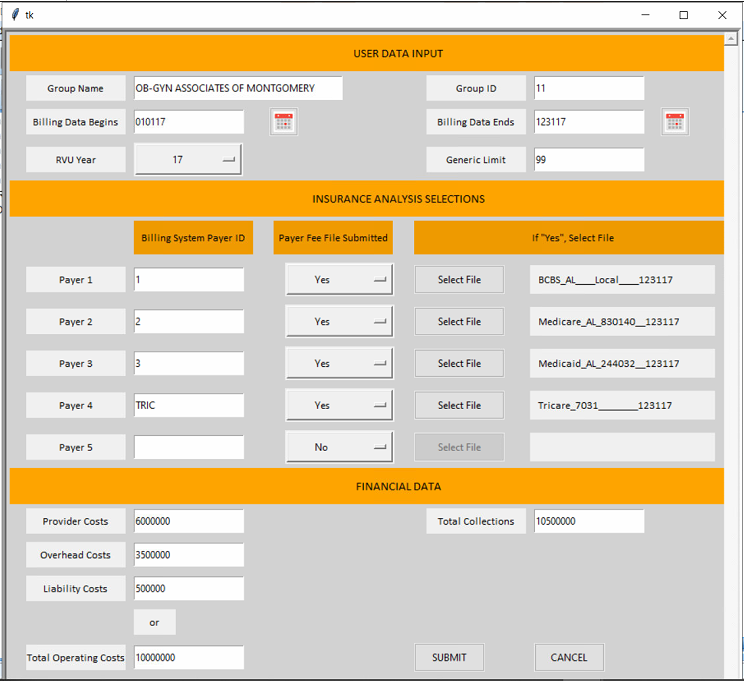 tk
USER DATA INPUT
Group Name OB-GYN ASSOCIATES OF MONTGOMERY Group ID 11
Billing Data Begins 010117 Billing Data Ends 123117
RVU Year 17 Generic Limit 99
INSURANCE ANALYSIS SELECTIONS
Billing System Payer ID Payer Fee File Submitted If "Yes", Select File
Payer 1 1 Yes Select File BCBS_AL____Local____123117
Payer 2 2 Yes Select File Medicare_AL_830140__123117
Payer 3 3 Yes Select File Medicaid_AL_244032__123117
Payer 4 TRIC Yes Select File Tricare_7031________123117
Payer 5 No Select File
FINANCIAL DATA
Provider Costs 6000000 Total Collections 10500000
Overhead Costs 3500000
Liability Costs 500000
or
Total Operating Costs 10000000 SUBMIT CANCEL